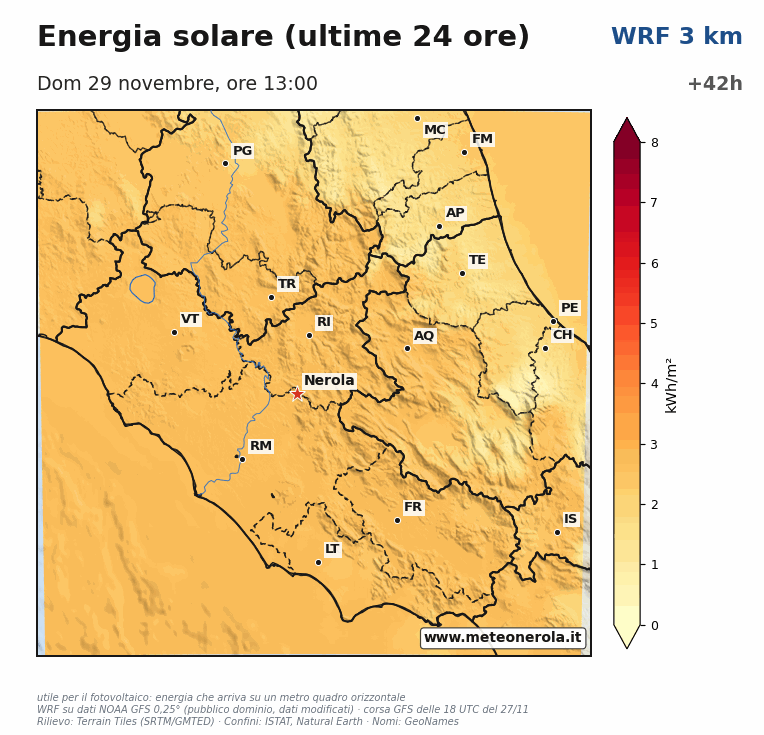 Energia solare (ultime 24 ore)
WRF 3 km
Dom 29 novembre, ore 13:00
+42h
MC
FM
PG
AP
TE
TR
PE
VT
RI
AQ
CH
Nerola
RM
FR
IS
LT
www.meteonerola.it
8
7
6
5
4
3
2
1
0
kWh/m²
utile per il fotovoltaico: energia che arriva su un metro quadro orizzontale
WRF su dati NOAA GFS 0,25° (pubblico dominio, dati modificati) · corsa GFS delle 18 UTC del 27/11
Rilievo: Terrain Tiles (SRTM/GMTED) · Confini: ISTAT, Natural Earth · Nomi: GeoNames